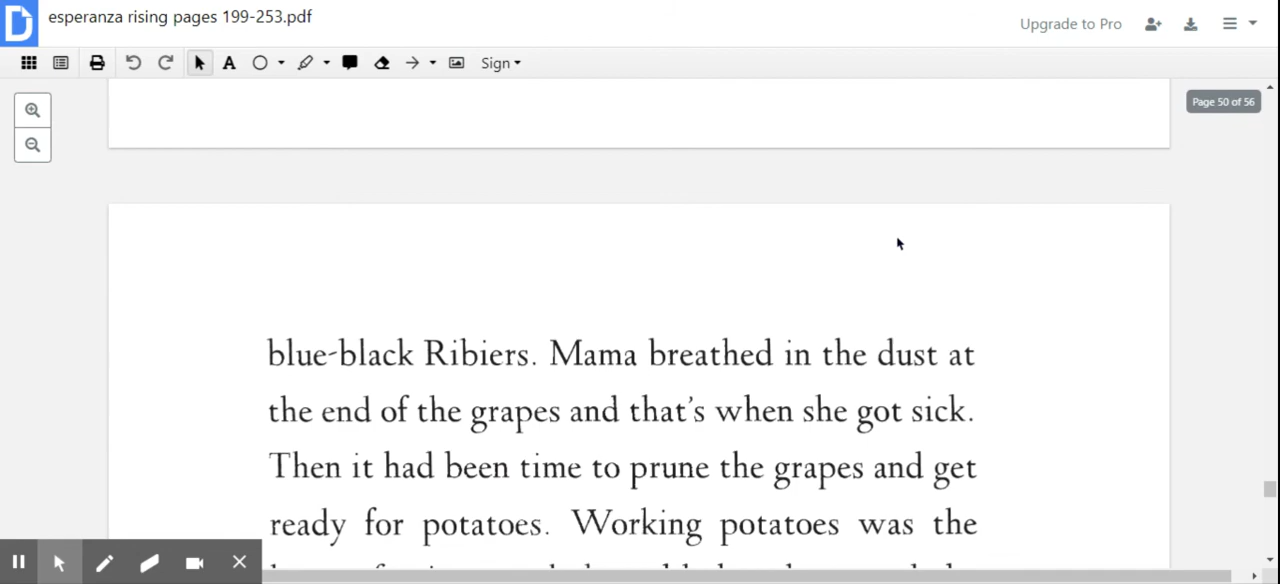 esperanza rising pages 199-253.pdf
Upgrade to Pro
A
Sign
Page 50 of 56
blue-black Ribiers. Mama breathed in the dust at
the end of the grapes and that's when she got sick.
Then it had been time to prune the grapes and get
ready for potatoes. Working potatoes was the